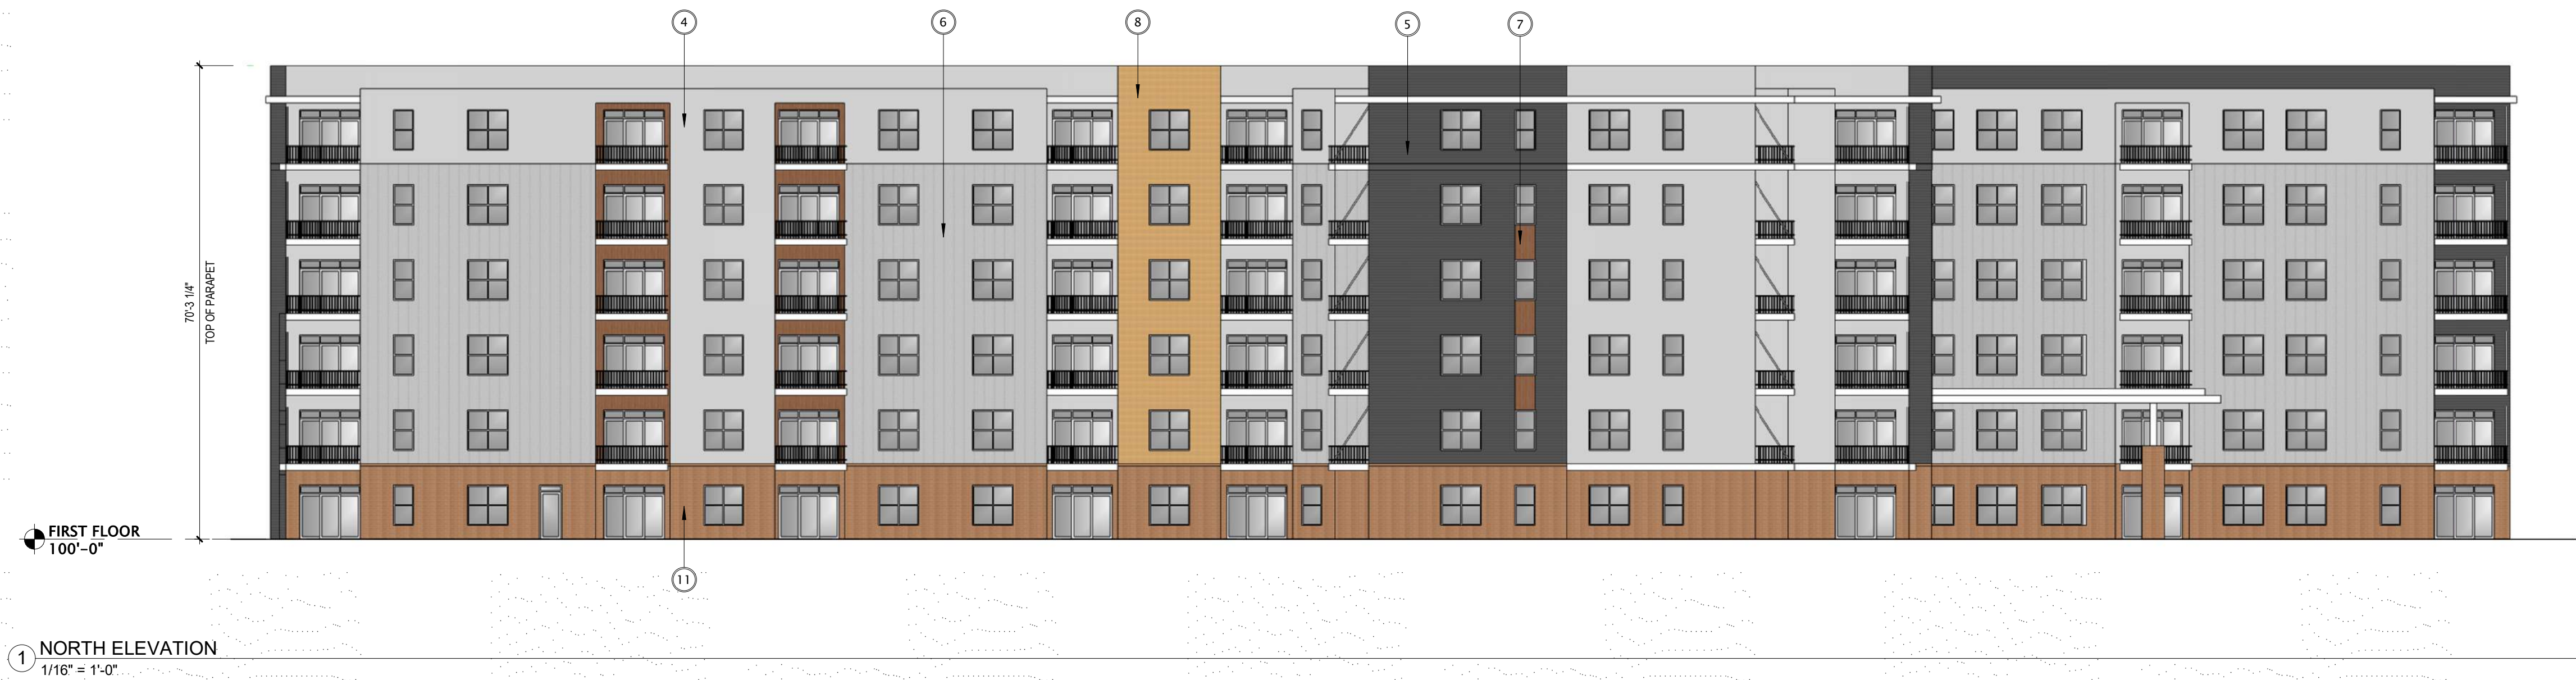 4
6
8
5
7
70'-3 1/4"
TOP OF PARAPET
FIRST FLOOR
100'-0"
11
1
NORTH ELEVATION
1/16" = 1'-0"